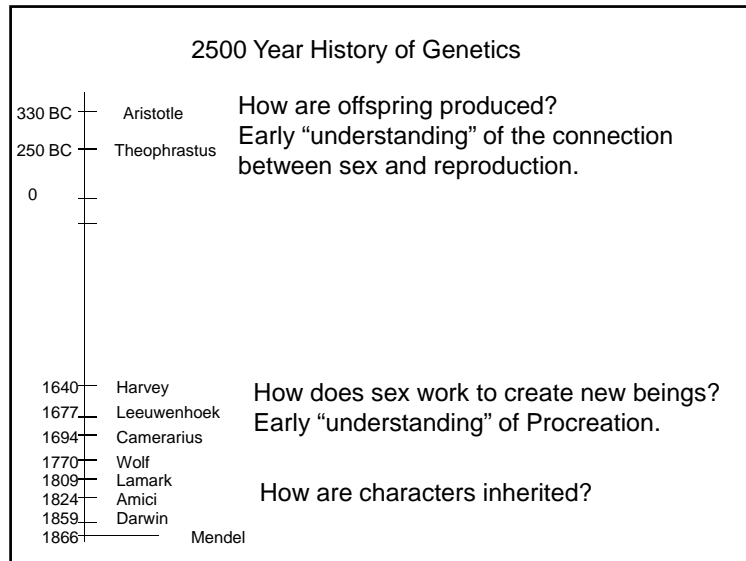 2500 Year History of Genetics
330 BC Aristotle
250 BC Theophrastus
How are offspring produced?
Early “understanding” of the connection
between sex and reproduction.
0
1640 Harvey
1677 Leeuwenhoek
1694 Camerarius
How does sex work to create new beings?
Early “understanding” of Procreation.
1770 Wolf
1809 Lamark
1824 Amici
1859 Darwin
1866 Mendel
How are characters inherited?